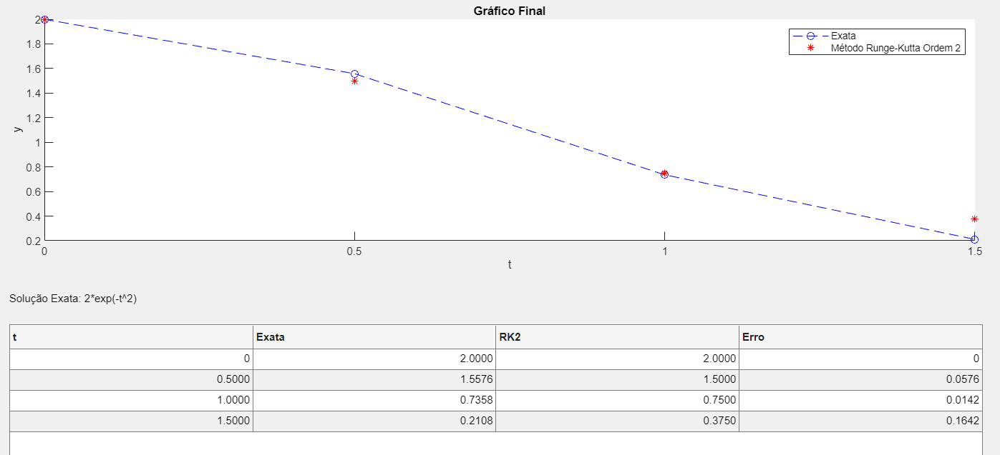 Gráfico Final
2
1.8
1.6
1.4
1.2
1
0.8
0.6
0.4
0.2
y
Exata
Método Runge-Kutta Ordem 2
0 0.5 1 1.5
t
Solução Exata: 2*exp(-t^2)
t Exata RK2 Erro
0 2.0000 2.0000 0
0.5000 1.5576 1.5000 0.0576
1.0000 0.7358 0.7500 0.0142
1.5000 0.2108 0.3750 0.1642